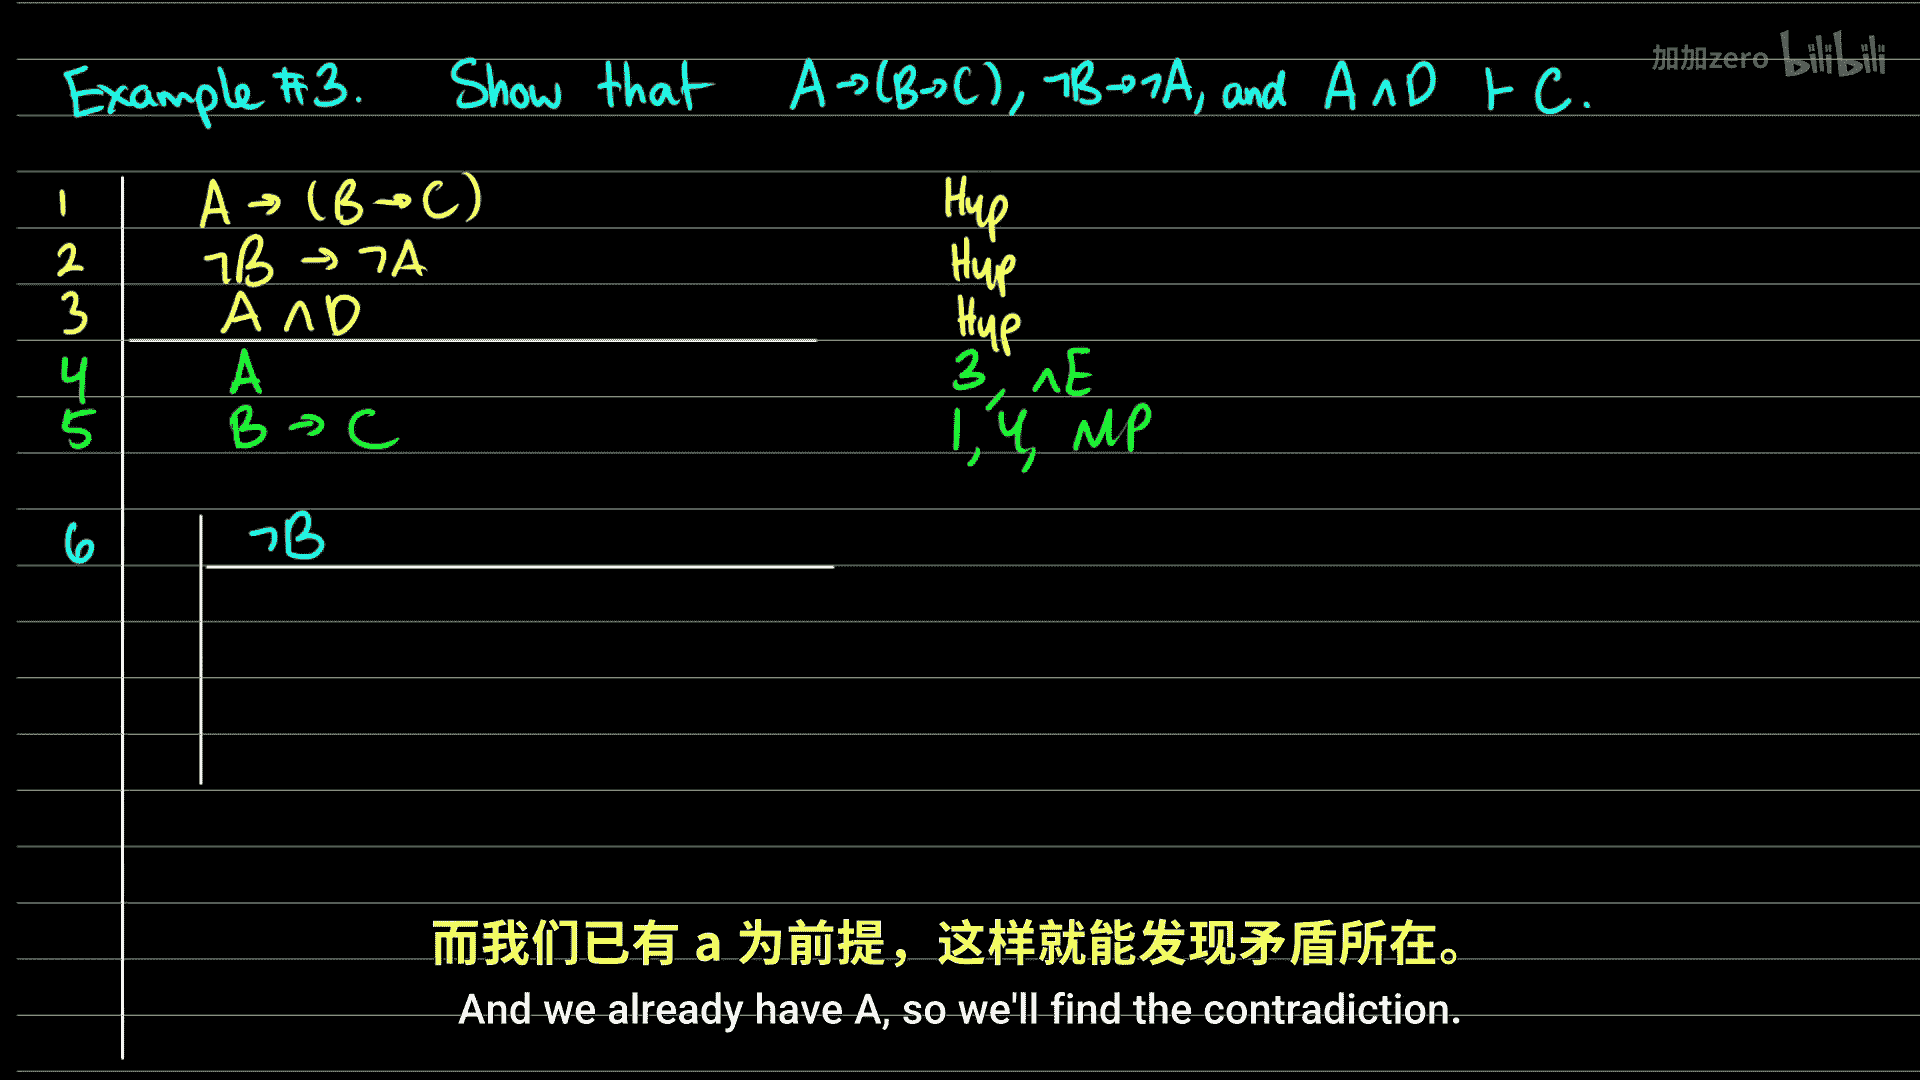 加加zero bilibili
Example #3. Show that A→(B→C), ¬B→¬A, and A∧D ⊢ C.
1 A → (B → C) Hyp
2 ¬B → ¬A Hyp
3 A ∧ D Hyp
4 A 3, ∧E
5 B → C 1, 4, MP
6 ¬B
而我们已有 a 为前提，这样就能发现矛盾所在。
And we already have A, so we'll find the contradiction.